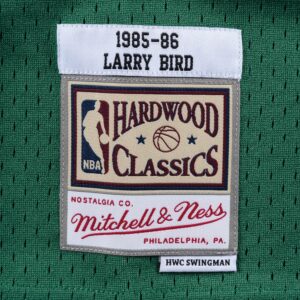 1985-86
LARRY BIRD
HARDWOOD
NBA
CLASSICS
NOSTALGIA CO.
Mitchell & Ness
PHILADELPHIA, PA.
HWC SWINGMAN